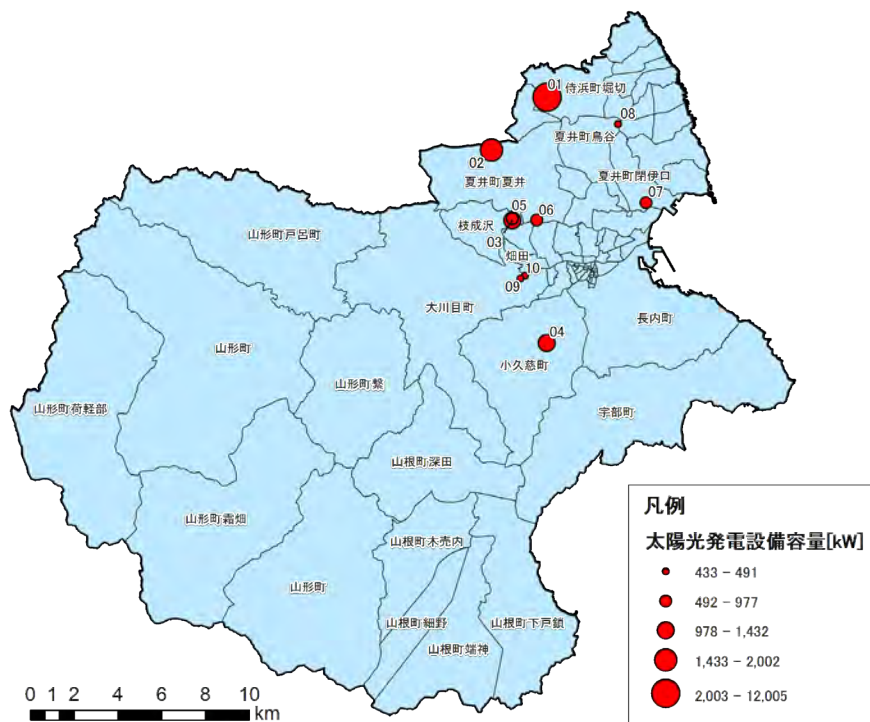 01
侍浜町堀切
08
夏井町鳥谷
02
夏井町夏井
夏井町閉伊口
07
05
06
枝成沢
03
畑田
山形町戸呂町
10
09
大川目町
長内町
04
小久慈町
山形町
山形町繋
山形町荷軽部
宇部町
山根町深田
山形町霜畑
山根町木売内
山形町
山根町細野
山根町下戸鎖
山根町端神
凡例
太陽光発電設備容量[kW]
433 - 491
492 - 977
978 - 1,432
1,433 - 2,002
2,003 - 12,005
0 1 2 4 6 8 10
km